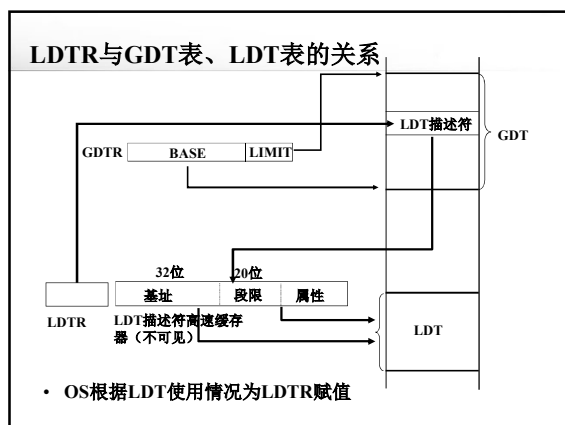 LDTR与GDT表、LDT表的关系
LDT描述符
GDT
GDTR
BASE
LIMIT
32位
20位
基址
段限
属性
LDTR
LDT描述符高速缓存
器（不可见）
LDT
• OS根据LDT使用情况为LDTR赋值